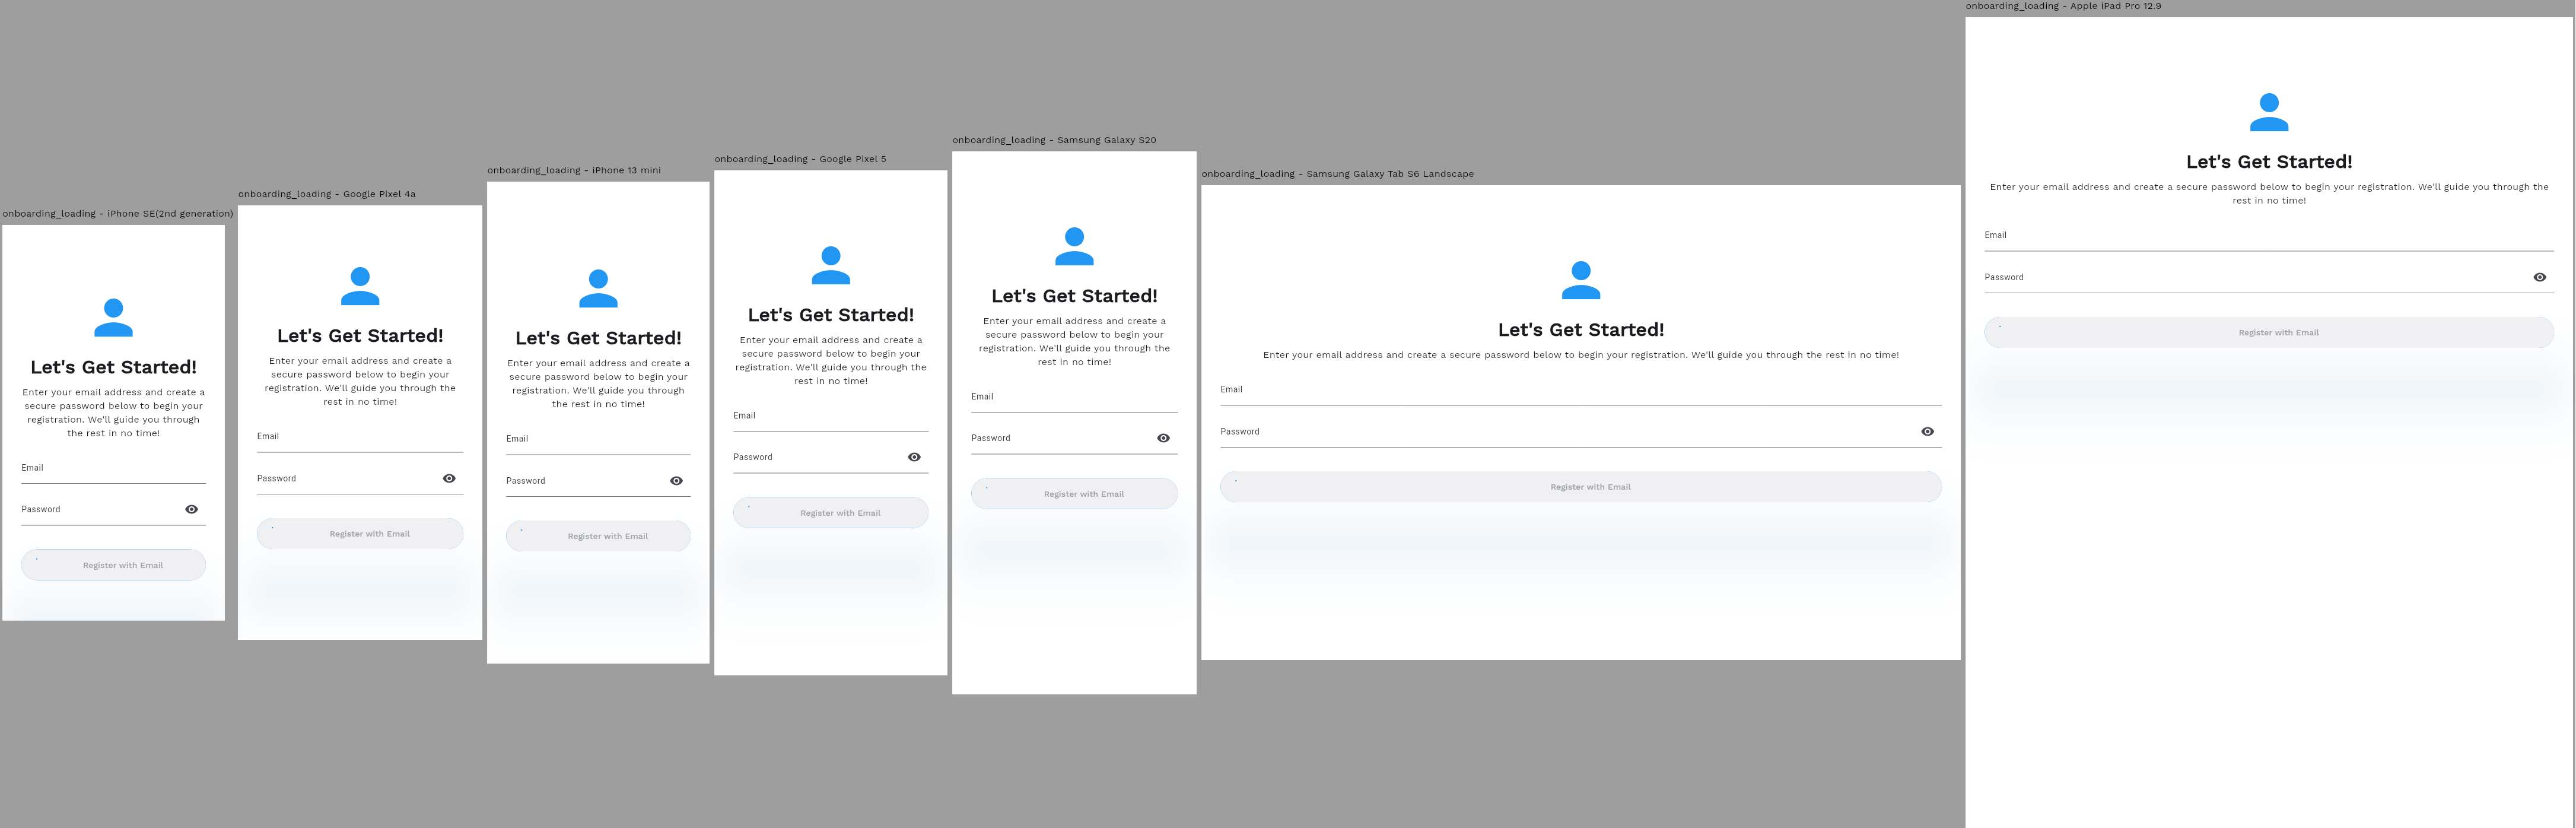 onboarding_loading - iPhone SE(2nd generation)
Let's Get Started!
Enter your email address and create a
secure password below to begin your
registration. We'll guide you through
the rest in no time!
Email
Password
Register with Email
onboarding_loading - Google Pixel 4a
Let's Get Started!
Enter your email address and create a
secure password below to begin your
registration. We'll guide you through the
rest in no time!
Email
Password
Register with Email
onboarding_loading - iPhone 13 mini
Let's Get Started!
Enter your email address and create a
secure password below to begin your
registration. We'll guide you through
the rest in no time!
Email
Password
Register with Email
onboarding_loading - Google Pixel 5
Let's Get Started!
Enter your email address and create a
secure password below to begin your
registration. We'll guide you through the
rest in no time!
Email
Password
Register with Email
onboarding_loading - Samsung Galaxy S20
Let's Get Started!
Enter your email address and create a
secure password below to begin your
registration. We'll guide you through the
rest in no time!
Email
Password
Register with Email
onboarding_loading - Samsung Galaxy Tab S6 Landscape
Let's Get Started!
Enter your email address and create a secure password below to begin your registration. We'll guide you through the rest in no time!
Email
Password
Register with Email
onboarding_loading - Apple iPad Pro 12.9
Let's Get Started!
Enter your email address and create a secure password below to begin your registration. We'll guide you through the
rest in no time!
Email
Password
Register with Email